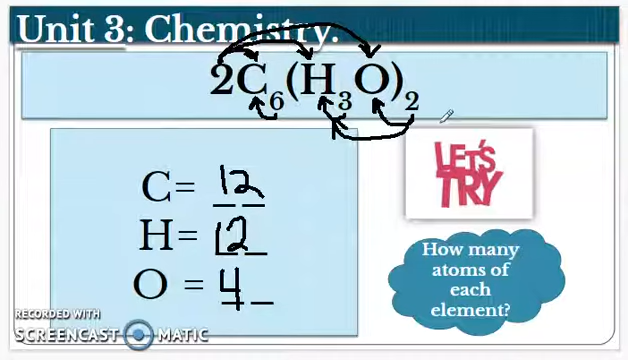 Unit 3: Chemistry.
2C₆(H₃O)₂
C= 12
H= 12
O = 4
LET'S
TRY
How many
atoms of
each
element?
RECORDED WITH
SCREENCAST MATIC